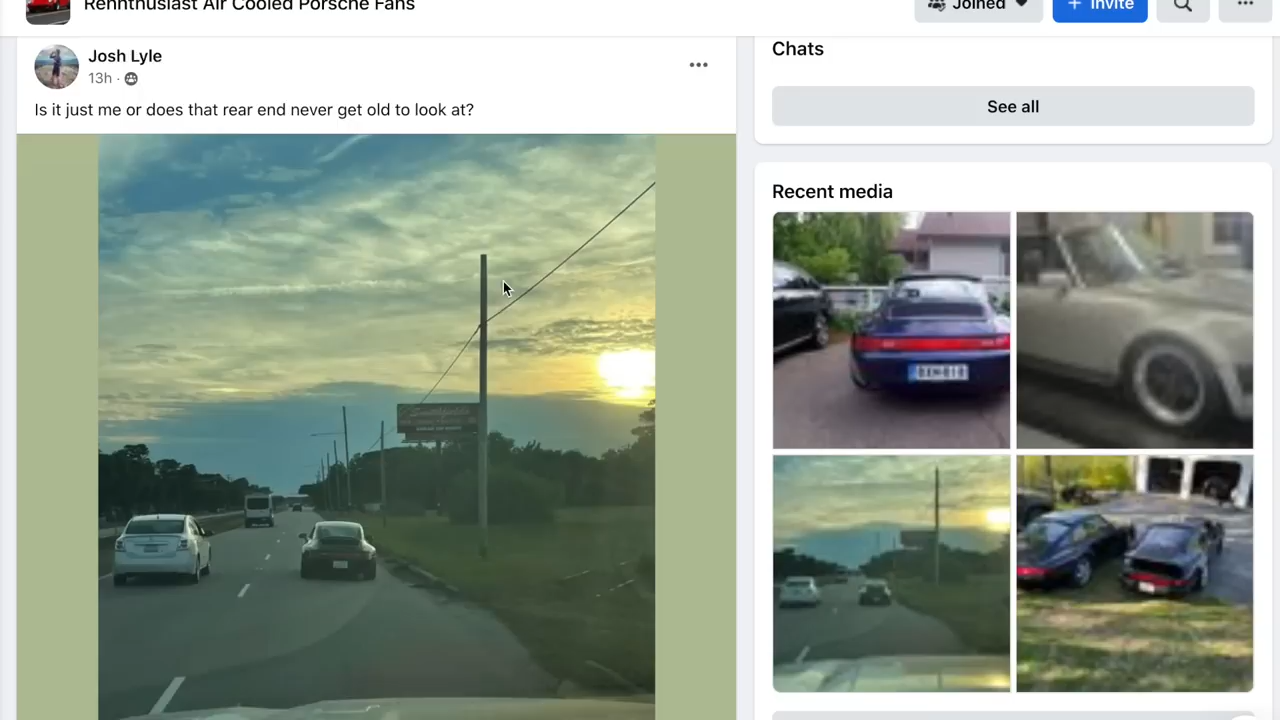 Rennthusiast Air Cooled Porsche Fans
Joined
+ Invite
Josh Lyle
13h ·
Is it just me or does that rear end never get old to look at?
Smithfield's
Chats
See all
Recent media